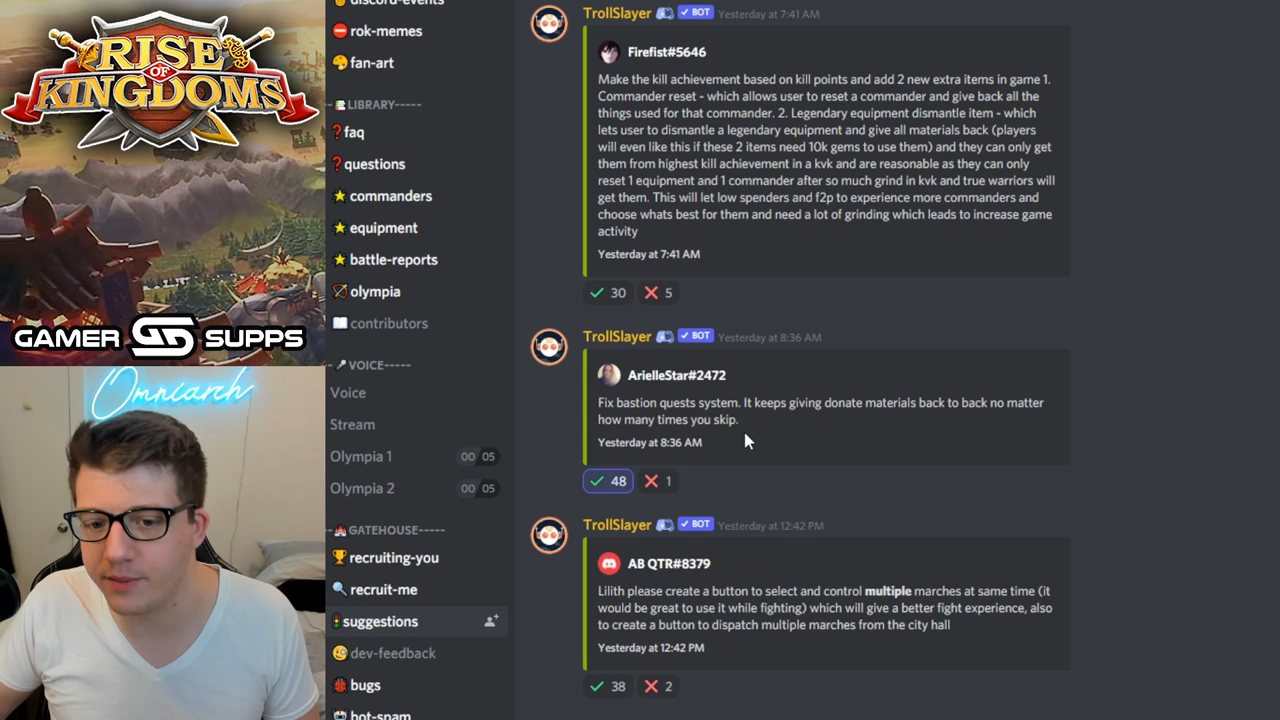 RISE
OF
KINGDOMS
GAMER GS SUPPS
Omniarch
discord-events
rok-memes
fan-art
LIBRARY-----
faq
questions
commanders
equipment
battle-reports
olympia
contributors
VOICE----
Voice
Stream
Olympia 1 00 05
Olympia 2 00 05
GATEHOUSE-----
recruiting-you
recruit-me
suggestions
dev-feedback
bugs
bot-spam
TrollSlayer BOT Yesterday at 7:41 AM
Firefist#5646
Make the kill achievement based on kill points and add 2 new extra items in game 1.
Commander reset - which allows user to reset a commander and give back all the
things used for that commander. 2. Legendary equipment dismantle item - which
lets user to dismantle a legendary equipment and give all materials back (players
will even like this if these 2 items need 10k gems to use them) and they can only get
them from highest kill achievement in a kvk and are reasonable as they can only
reset 1 equipment and 1 commander after so much grind in kvk and true warriors will
get them. This will let low spenders and f2p to experience more commanders and
choose whats best for them and need a lot of grinding which leads to increase game
activity
Yesterday at 7:41 AM
30 5
TrollSlayer BOT Yesterday at 8:36 AM
ArielleStar#2472
Fix bastion quests system. It keeps giving donate materials back to back no matter
how many times you skip.
Yesterday at 8:36 AM
48 1
TrollSlayer BOT Yesterday at 12:42 PM
AB QTR#8379
Lilith please create a button to select and control multiple marches at same time (it
would be great to use it while fighting) which will give a better fight experience, also
to create a button to dispatch multiple marches from the city hall
Yesterday at 12:42 PM
38 2